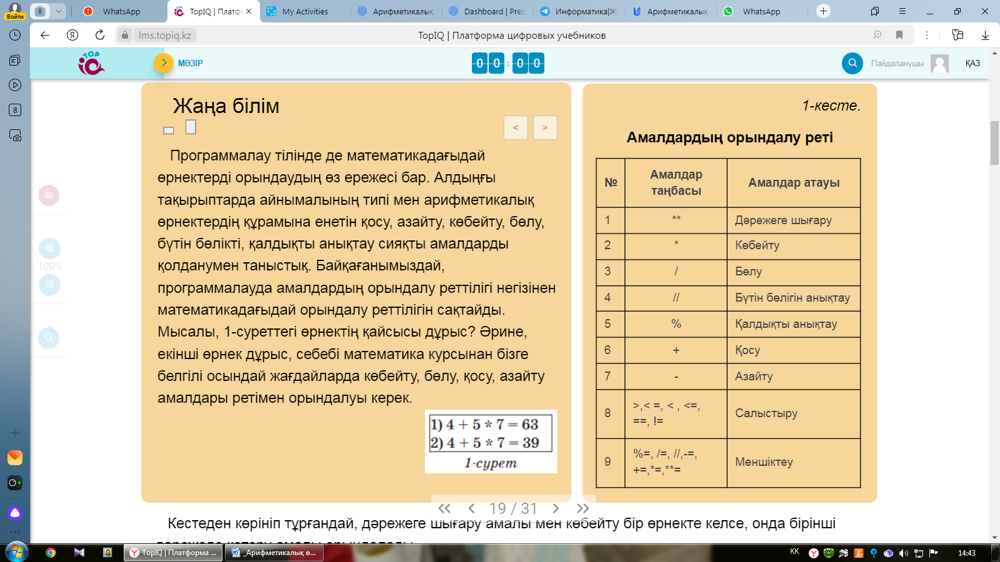 Войти
8
WhatsApp
TopIQ | Платфо
My Activities
Арифметикалық
Dashboard | Prez
Информатика|Жа
Арифметикалық
WhatsApp
lms.topiq.kz
TopIQ | Платформа цифровых учебников
8
TOP
МӘЗІР
0 0 : 0 0
Пайдаланушы
ҚАЗ
100%
Жаңа білім
< >
Программалау тілінде де математикадағыдай
өрнектерді орындаудың өз ережесі бар. Алдыңғы
тақырыптарда айнымалының типі мен арифметикалық
өрнектердің құрамына енетін қосу, азайту, көбейту, бөлу,
бүтін бөлікті, қалдықты анықтау сияқты амалдарды
қолданумен таныстық. Байқағанымыздай,
программалауда амалдардың орындалу реттілігі негізінен
математикадағыдай орындалу реттілігін сақтайды.
Мысалы, 1-суреттегі өрнектің қайсысы дұрыс? Әрине,
екінші өрнек дұрыс, себебі математика курсынан бізге
белгілі осындай жағдайларда көбейту, бөлу, қосу, азайту
амалдары ретімен орындалуы керек.
1) 4 + 5 * 7 = 63
2) 4 + 5 * 7 = 39
1-сурет
1-кесте.
Амалдардың орындалу реті
№ Амалдар таңбасы Амалдар атауы
1 ** Дәрежеге шығару
2 * Көбейту
3 / Бөлу
4 // Бүтін бөлігін анықтау
5 % Қалдықты анықтау
6 + Қосу
7 - Азайту
8 >,< =, < , <=, ==, != Салыстыру
9 %=, /=, //,-=, +=,*=,**= Меншіктеу
19 / 31
Кестеден көрініп тұрғандай, дәрежеге шығару амалы мен көбейту бір өрнекте келсе, онда бірінші
TopIQ | Платформа ...
_Арифметикалық ө...
KK
14:43